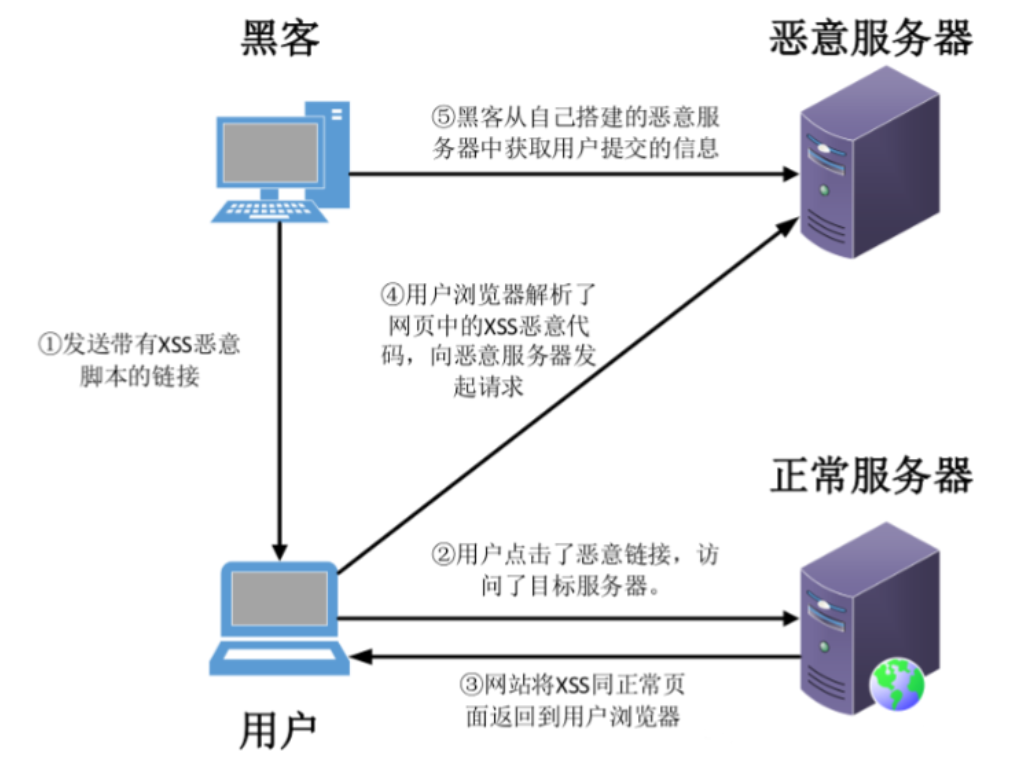 黑客
恶意服务器
⑤黑客从自己搭建的恶意服
务器中获取用户提交的信息
④用户浏览器解析了
网页中的XSS恶意代
码，向恶意服务器发
起请求
①发送带有XSS恶意
脚本的链接
正常服务器
②用户点击了恶意链接，访
问了目标服务器。
③网站将XSS同正常页
面返回到用户浏览器
用户